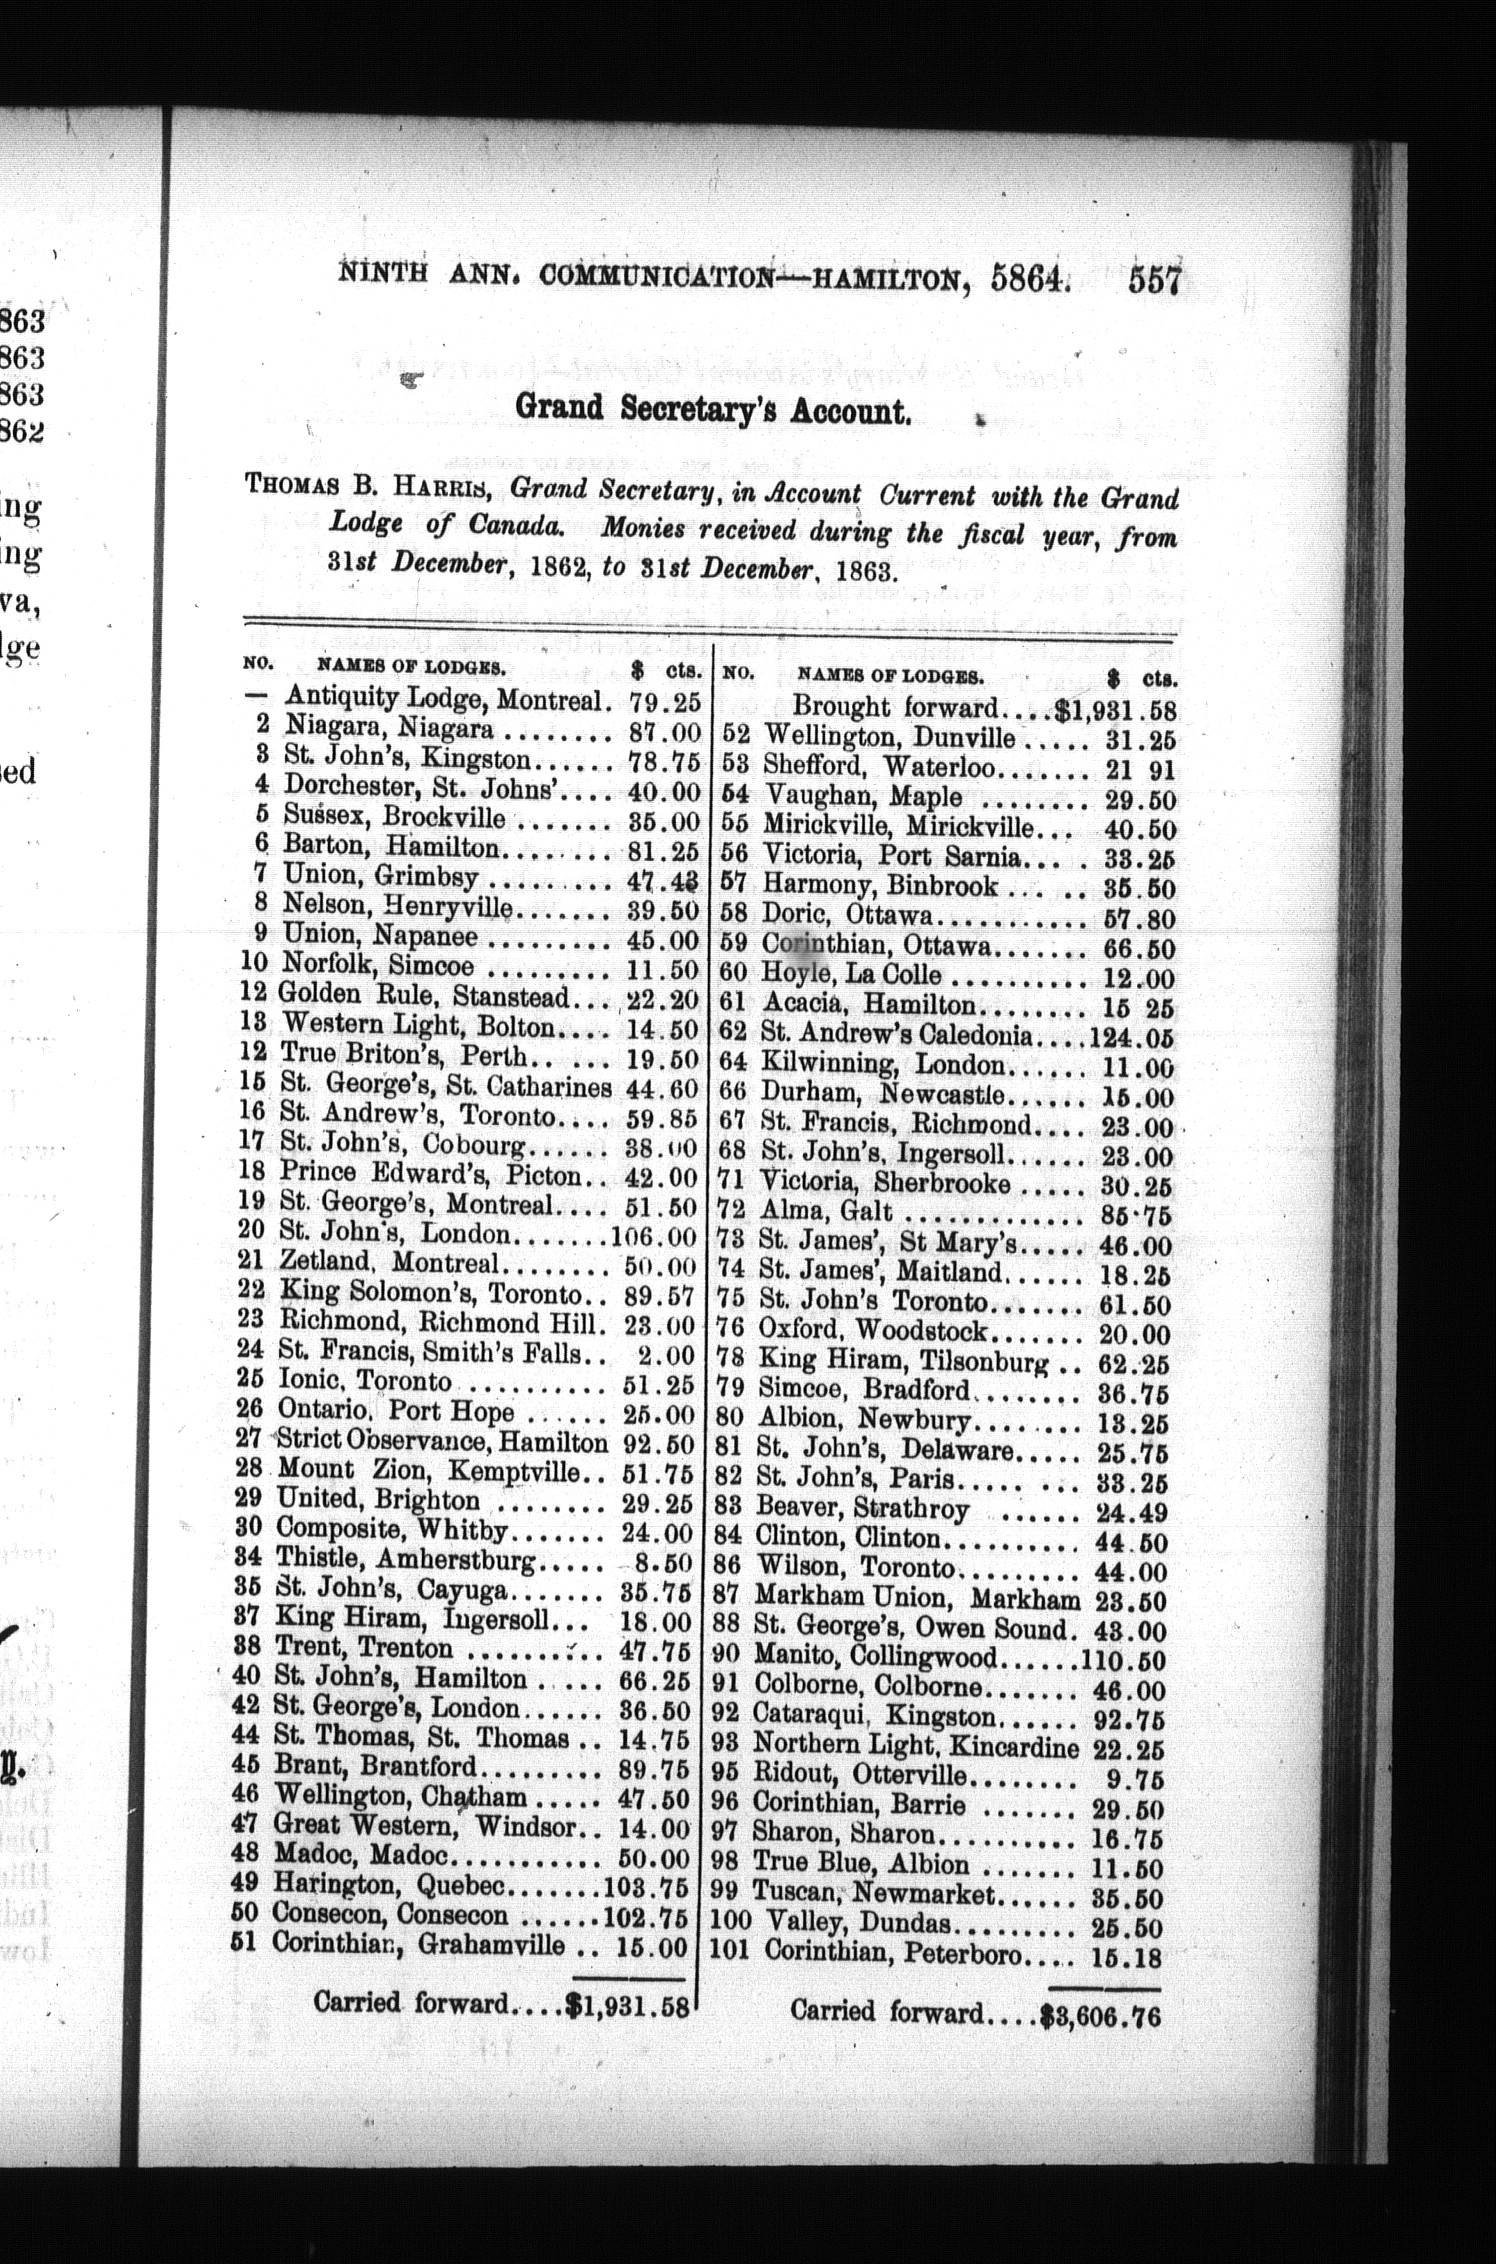 863
863
863
862
ing
ing
va,
lge
sed
NINTH ANN. COMMUNICATION—HAMILTON, 5864. 557
Grand Secretary's Account.
THOMAS B. HARRIS, Grand Secretary, in Account Current with the Grand
Lodge of Canada. Monies received during the fiscal year, from
31st December, 1862, to 31st December, 1863.
NO. NAMES OF LODGES. $ cts.
— Antiquity Lodge, Montreal. 79.25
2 Niagara, Niagara ........ 87.00
3 St. John's, Kingston...... 78.75
4 Dorchester, St. Johns'.... 40.00
5 Sussex, Brockville ....... 35.00
6 Barton, Hamilton........ 81.25
7 Union, Grimbsy ......... 47.43
8 Nelson, Henryville....... 39.50
9 Union, Napanee ......... 45.00
10 Norfolk, Simcoe ......... 11.50
12 Golden Rule, Stanstead... 22.20
13 Western Light, Bolton.... 14.50
12 True Briton's, Perth.. ... 19.50
15 St. George's, St. Catharines 44.60
16 St. Andrew's, Toronto.... 59.85
17 St. John's, Cobourg...... 38.00
18 Prince Edward's, Picton.. 42.00
19 St. George's, Montreal.... 51.50
20 St. John's, London.......106.00
21 Zetland, Montreal........ 50.00
22 King Solomon's, Toronto.. 89.57
23 Richmond, Richmond Hill. 23.00
24 St. Francis, Smith's Falls.. 2.00
25 Ionic, Toronto .......... 51.25
26 Ontario, Port Hope ...... 25.00
27 Strict Observance, Hamilton 92.50
28 Mount Zion, Kemptville.. 51.75
29 United, Brighton ........ 29.25
30 Composite, Whitby....... 24.00
34 Thistle, Amherstburg..... 8.50
35 St. John's, Cayuga....... 35.75
37 King Hiram, Ingersoll... 18.00
38 Trent, Trenton .......... 47.75
40 St. John's, Hamilton ..... 66.25
42 St. George's, London...... 36.50
44 St. Thomas, St. Thomas .. 14.75
45 Brant, Brantford......... 89.75
46 Wellington, Chatham ..... 47.50
47 Great Western, Windsor.. 14.00
48 Madoc, Madoc........... 50.00
49 Harington, Quebec.......103.75
50 Consecon, Consecon ......102.75
51 Corinthian, Grahamville .. 15.00
Carried forward....$1,931.58
NO. NAMES OF LODGES. $ cts.
Brought forward....$1,931.58
52 Wellington, Dunville ..... 31.25
53 Shefford, Waterloo....... 21 91
54 Vaughan, Maple ........ 29.50
55 Mirickville, Mirickville... 40.50
56 Victoria, Port Sarnia.... 33.25
57 Harmony, Binbrook ... .. 35.50
58 Doric, Ottawa........... 57.80
59 Corinthian, Ottawa....... 66.50
60 Hoyle, La Colle .......... 12.00
61 Acacia, Hamilton........ 15 25
62 St. Andrew's Caledonia....124.05
64 Kilwinning, London...... 11.00
66 Durham, Newcastle...... 15.00
67 St. Francis, Richmond.... 23.00
68 St. John's, Ingersoll...... 23.00
71 Victoria, Sherbrooke ..... 30.25
72 Alma, Galt ............. 85·75
73 St. James', St Mary's..... 46.00
74 St. James', Maitland...... 18.25
75 St. John's Toronto....... 61.50
76 Oxford, Woodstock....... 20.00
78 King Hiram, Tilsonburg .. 62.25
79 Simcoe, Bradford........ 36.75
80 Albion, Newbury........ 13.25
81 St. John's, Delaware..... 25.75
82 St. John's, Paris..... ... 33.25
83 Beaver, Strathroy ...... 24.49
84 Clinton, Clinton.......... 44.50
86 Wilson, Toronto......... 44.00
87 Markham Union, Markham 23.50
88 St. George's, Owen Sound. 43.00
90 Manito, Collingwood......110.50
91 Colborne, Colborne....... 46.00
92 Cataraqui, Kingston...... 92.75
93 Northern Light, Kincardine 22.25
95 Ridout, Otterville........ 9.75
96 Corinthian, Barrie ....... 29.50
97 Sharon, Sharon.......... 16.75
98 True Blue, Albion ....... 11.50
99 Tuscan, Newmarket...... 35.50
100 Valley, Dundas......... 25.50
101 Corinthian, Peterboro.... 15.18
Carried forward....$3,606.76